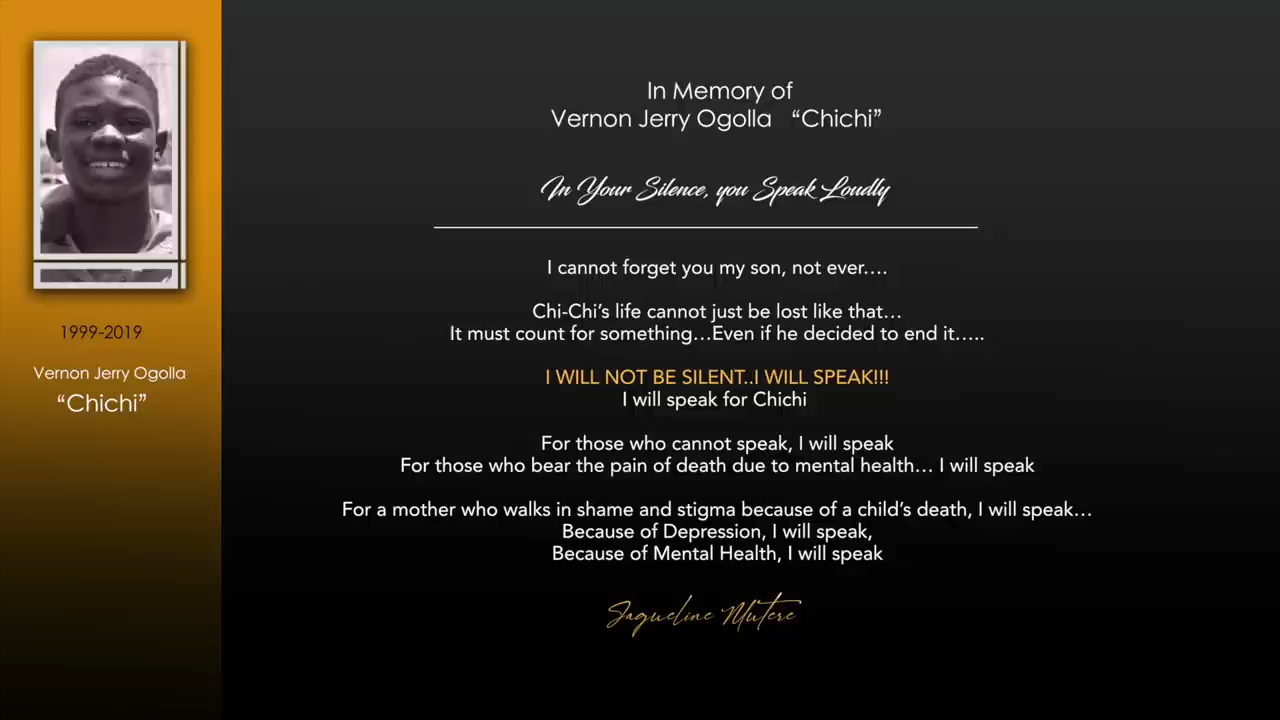 1999-2019
Vernon Jerry Ogolla
“Chichi”
In Memory of
Vernon Jerry Ogolla “Chichi”
In Your Silence, you Speak Loudly
I cannot forget you my son, not ever....
Chi-Chi’s life cannot just be lost like that...
It must count for something...Even if he decided to end it.....
I WILL NOT BE SILENT..I WILL SPEAK!!!
I will speak for Chichi
For those who cannot speak, I will speak
For those who bear the pain of death due to mental health... I will speak
For a mother who walks in shame and stigma because of a child’s death, I will speak...
Because of Depression, I will speak,
Because of Mental Health, I will speak
Jaqueline Mutere